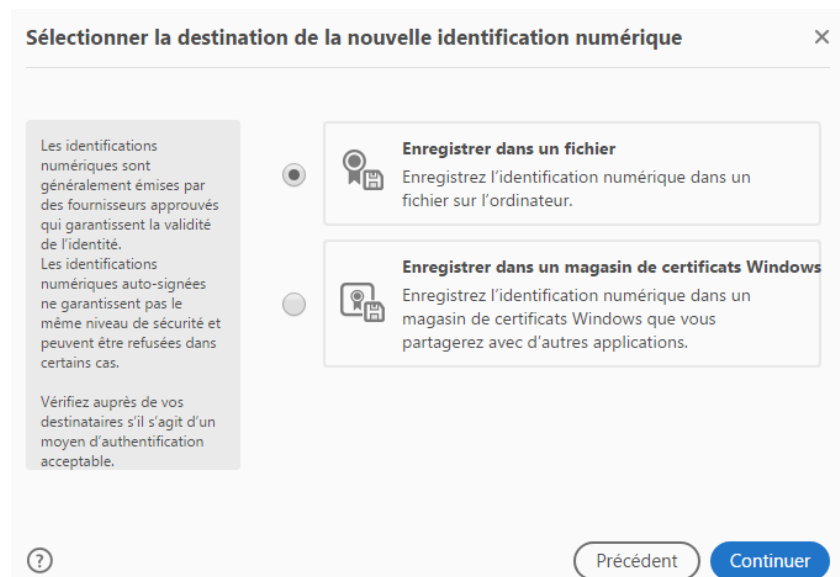 Sélectionner la destination de la nouvelle identification numérique
Les identifications
numériques sont
généralement émises par
des fournisseurs approuvés
qui garantissent la validité
de l’identité.
Les identifications
numériques auto-signées
ne garantissent pas le
même niveau de sécurité et
peuvent être refusées dans
certains cas.
Vérifiez auprès de vos
destinataires s’il s’agit d’un
moyen d’authentification
acceptable.
Enregistrer dans un fichier
Enregistrez l’identification numérique dans un
fichier sur l’ordinateur.
Enregistrer dans un magasin de certificats Windows
Enregistrez l’identification numérique dans un
magasin de certificats Windows que vous
partagerez avec d’autres applications.
?
Précédent
Continuer